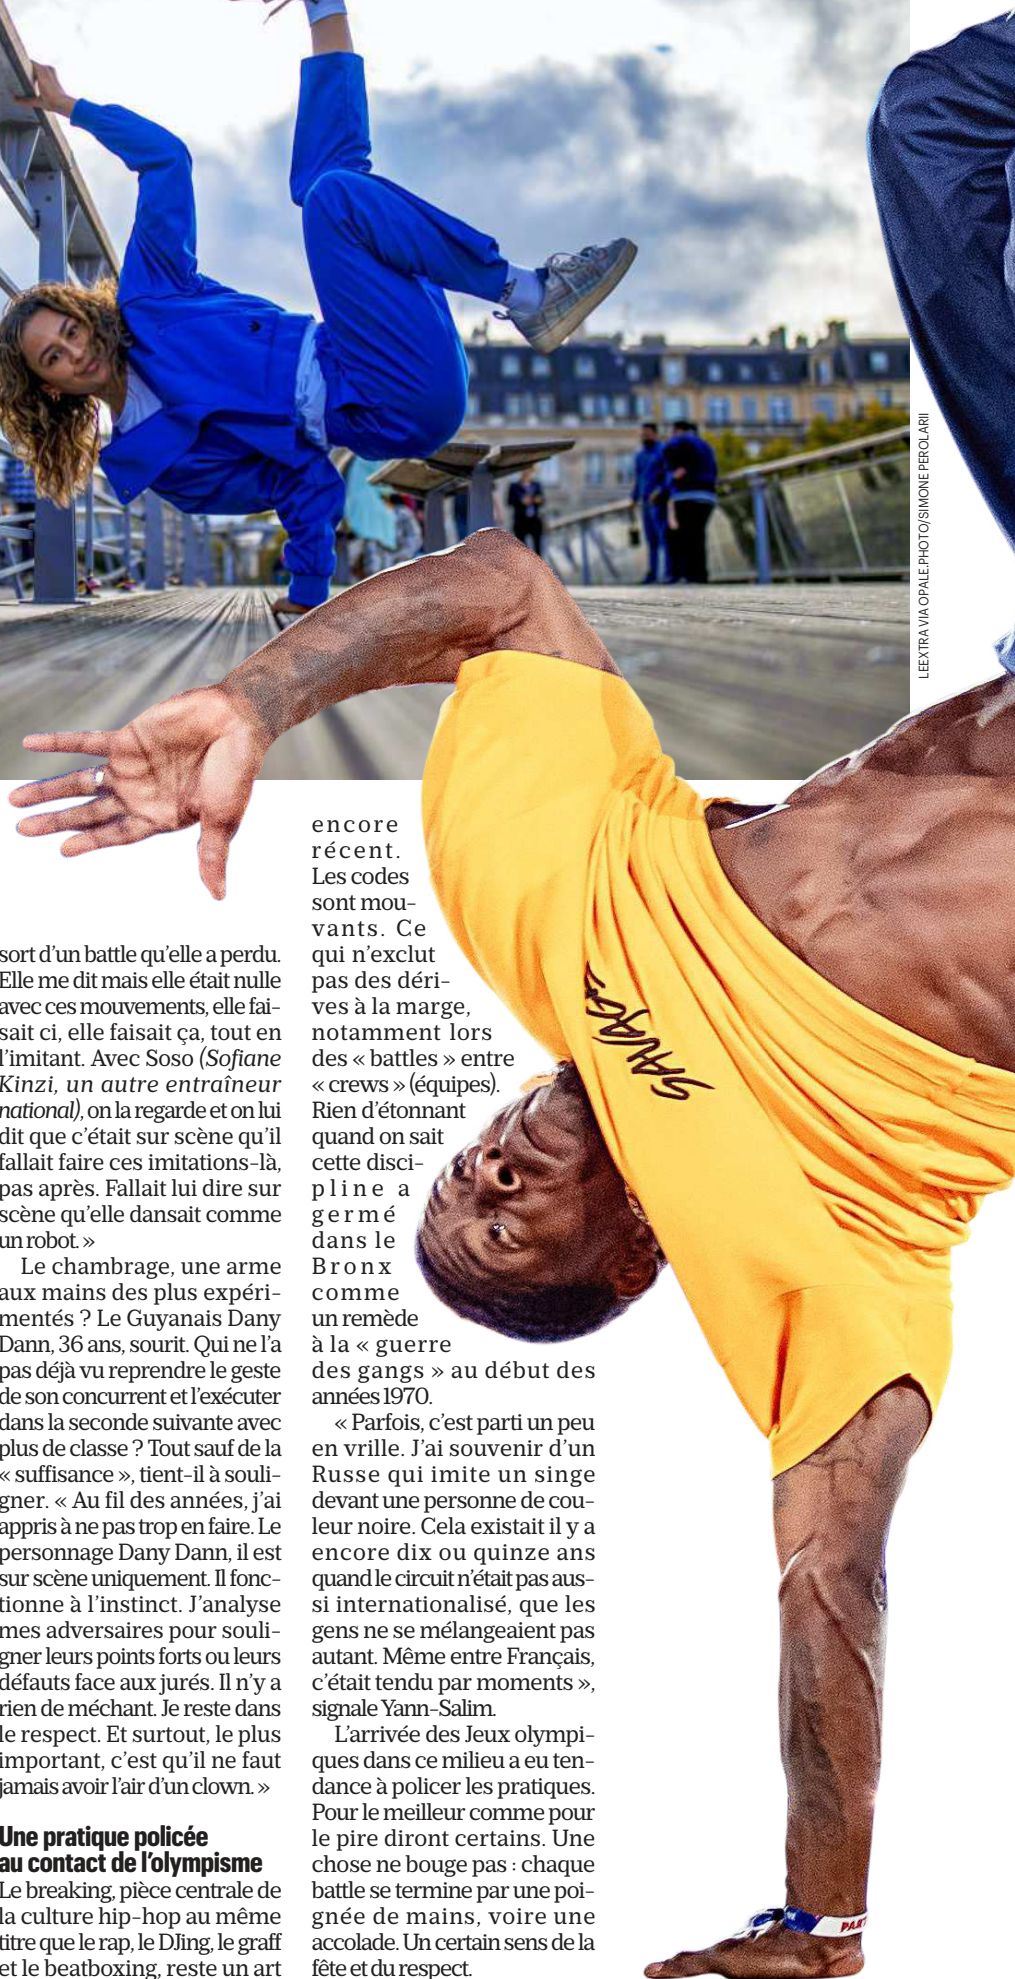 LEEXTRA VIA OPALE.PHOTO/SIMONE PEROLARII
SAVAGE
PART
sort d’un battle qu’elle a perdu.
Elle me dit mais elle était nulle
avec ces mouvements, elle fai-
sait ci, elle faisait ça, tout en
l’imitant. Avec Soso (Sofiane
Kinzi, un autre entraîneur
national), on la regarde et on lui
dit que c’était sur scène qu’il
fallait faire ces imitations-là,
pas après. Fallait lui dire sur
scène qu’elle dansait comme
un robot. »
Le chambrage, une arme
aux mains des plus expéri-
mentés ? Le Guyanais Dany
Dann, 36 ans, sourit. Qui ne l’a
pas déjà vu reprendre le geste
de son concurrent et l’exécuter
dans la seconde suivante avec
plus de classe ? Tout sauf de la
« suffisance », tient-il à souli-
gner. « Au fil des années, j’ai
appris à ne pas trop en faire. Le
personnage Dany Dann, il est
sur scène uniquement. Il fonc-
tionne à l’instinct. J’analyse
mes adversaires pour souli-
gner leurs points forts ou leurs
défauts face aux jurés. Il n’y a
rien de méchant. Je reste dans
le respect. Et surtout, le plus
important, c’est qu’il ne faut
jamais avoir l’air d’un clown. »
Une pratique policée
au contact de l’olympisme
Le breaking, pièce centrale de
la culture hip-hop au même
titre que le rap, le DJing, le graff
et le beatboxing, reste un art
encore
récent.
Les codes
sont mou-
vants. Ce
qui n’exclut
pas des déri-
ves à la marge,
notamment lors
des « battles » entre
« crews » (équipes).
Rien d’étonnant
quand on sait
cette disci-
pline a
germé
dans le
Bronx
comme
un remède
à la « guerre
des gangs » au début des
années 1970.
« Parfois, c’est parti un peu
en vrille. J’ai souvenir d’un
Russe qui imite un singe
devant une personne de cou-
leur noire. Cela existait il y a
encore dix ou quinze ans
quand le circuit n’était pas aus-
si internationalisé, que les
gens ne se mélangeaient pas
autant. Même entre Français,
c’était tendu par moments »,
signale Yann-Salim.
L’arrivée des Jeux olympi-
ques dans ce milieu a eu ten-
dance à policer les pratiques.
Pour le meilleur comme pour
le pire diront certains. Une
chose ne bouge pas : chaque
battle se termine par une poi-
gnée de mains, voire une
accolade. Un certain sens de la
fête et du respect.